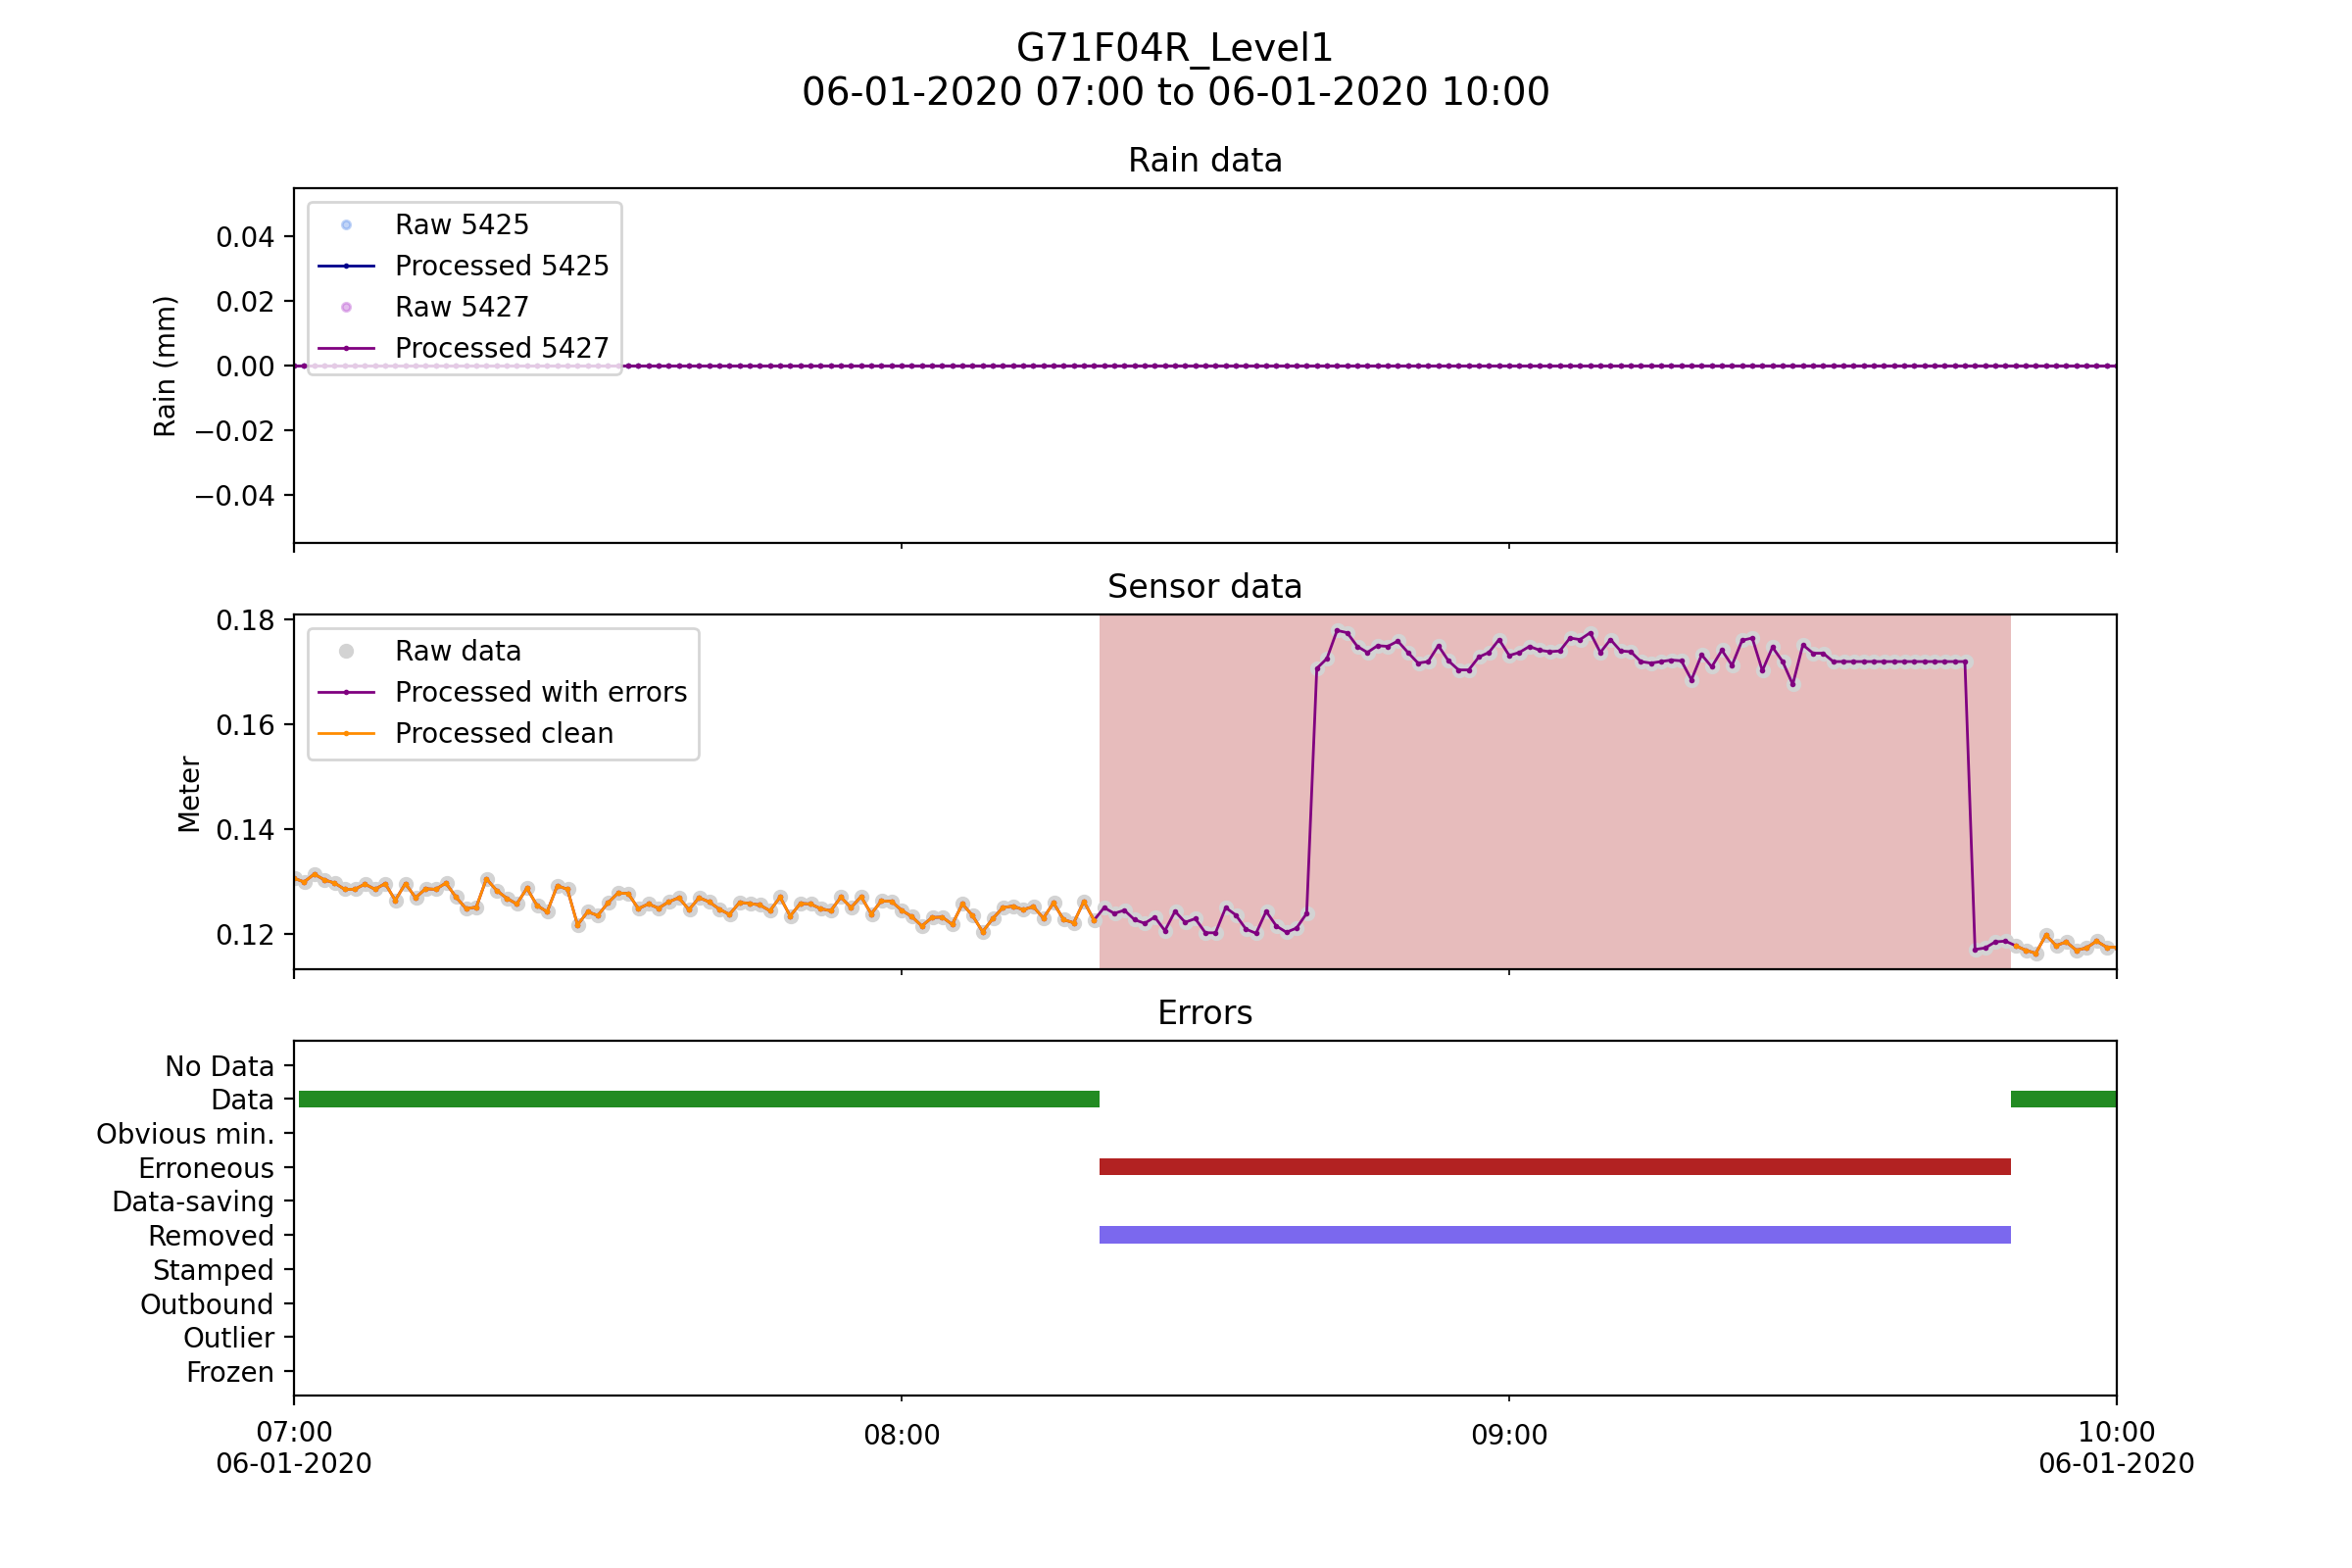 G71F04R_Level1
06-01-2020 07:00 to 06-01-2020 10:00
Rain data
Rain (mm)
0.04
0.02
0.00
−0.02
−0.04
Raw 5425
Processed 5425
Raw 5427
Processed 5427
Sensor data
Meter
0.18
0.16
0.14
0.12
Raw data
Processed with errors
Processed clean
Errors
No Data
Data
Obvious min.
Erroneous
Data-saving
Removed
Stamped
Outbound
Outlier
Frozen
07:00
06-01-2020
08:00
09:00
10:00
06-01-2020